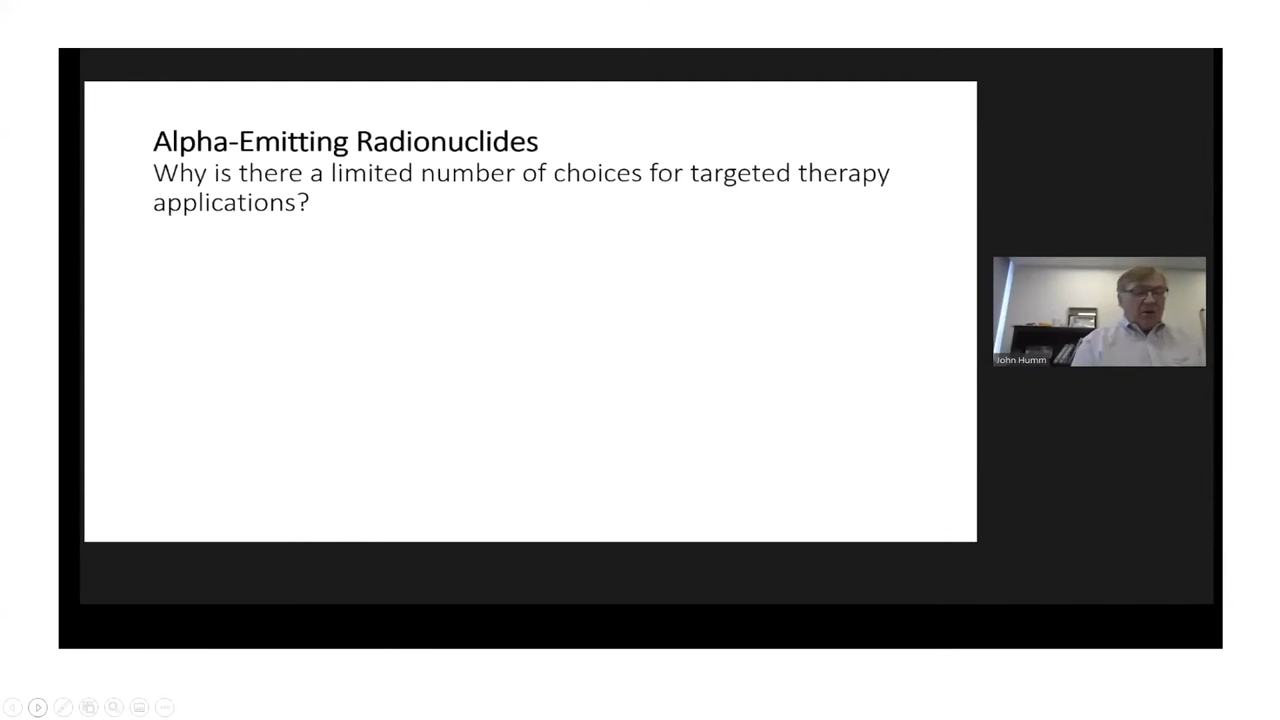 Alpha-Emitting Radionuclides
Why is there a limited number of choices for targeted therapy
applications?
John Humm